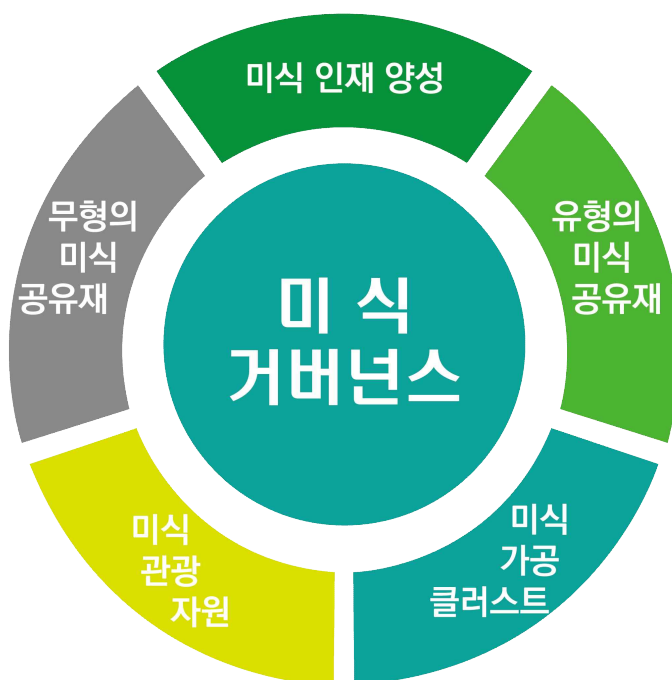 미식 인재 양성
유형의
미식
공유재
미식
가공
클러스트
미식
관광
자원
무형의
미식
공유재
미 식
거버넌스